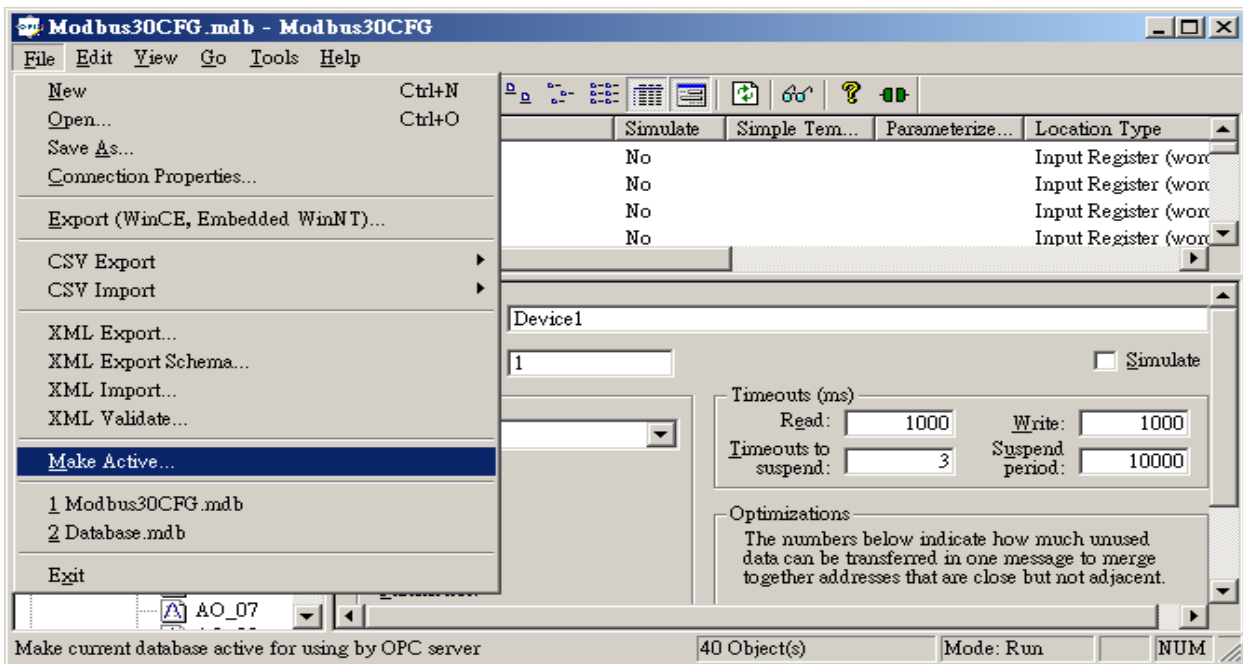 Modbus30CFG.mdb - Modbus30CFG
File Edit View Go Tools Help
New Ctrl+N
Open... Ctrl+O
Save As...
Connection Properties...
Export (WinCE, Embedded WinNT)...
CSV Export
CSV Import
XML Export...
XML Export Schema...
XML Import...
XML Validate...
Make Active...
1 Modbus30CFG.mdb
2 Database.mdb
Exit
Simulate Simple Tem... Parameterize... Location Type
No Input Register (word
No Input Register (word
No Input Register (word
No Input Register (word
Device1
1 Simulate
Timeouts (ms)
Read: 1000 Write: 1000
Timeouts to suspend: 3 Suspend period: 10000
Optimizations
The numbers below indicate how much unused
data can be transferred in one message to merge
together addresses that are close but not adjacent.
AO_07
Make current database active for using by OPC server 40 Object(s) Mode: Run NUM